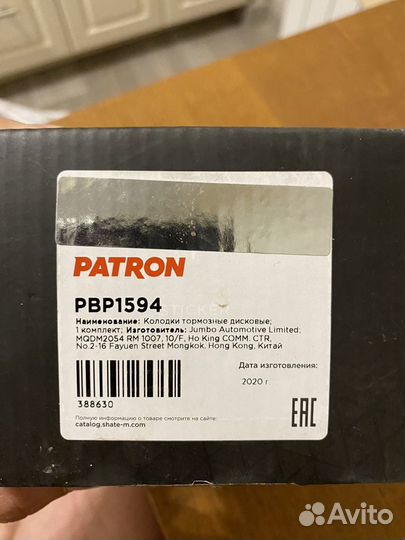 PATRON
PBP1594
Наименование: Колодки тормозные дисковые;
1 комплект; Изготовитель: Jumbo Automotive Limited;
MQDM2054 RM 1007, 10/F, Ho King COMM. CTR,
No.2-16 Fayuen Street Mongkok, Hong Kong, Китай
Дата изготовления:
2020 г
388630
EAC
Полную информацию о товаре смотрите на сайте:
catalog.shate-m.com
Avito